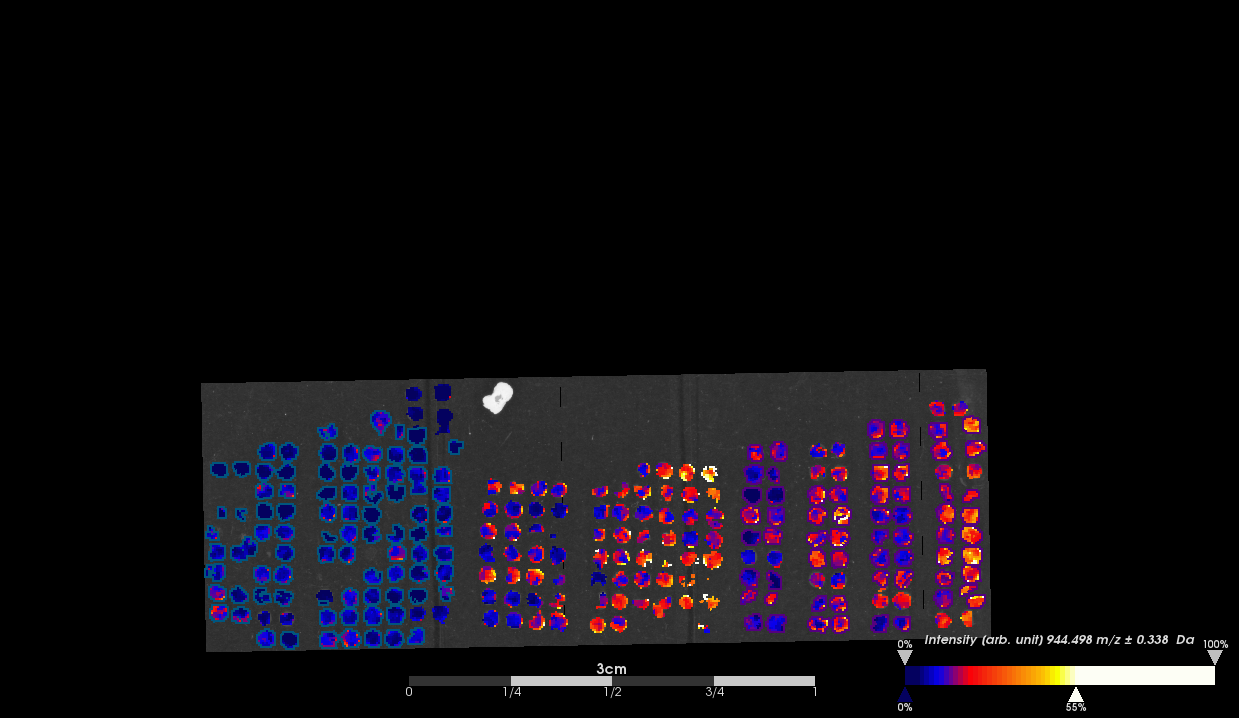 0% Intensity (arb. unit) 944.498 m/z ± 0.338 Da 100%
3cm
0 1/4 1/2 3/4 1
0% 55%